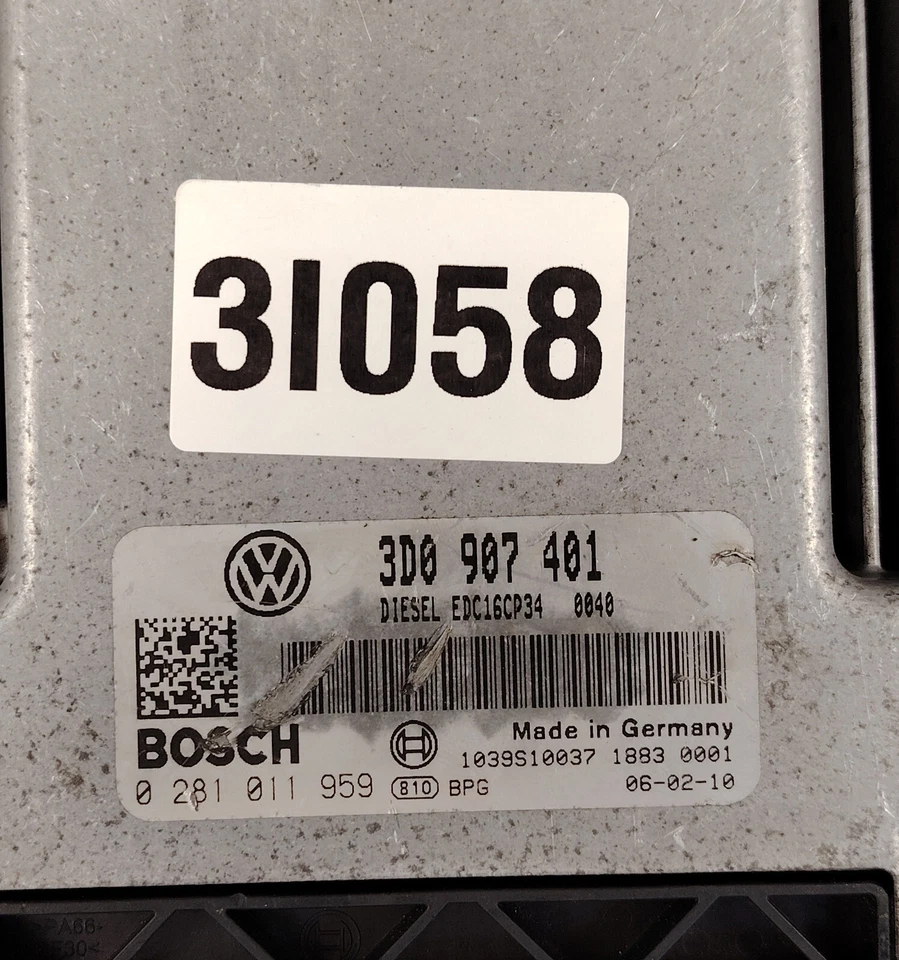 3I058
3D0 907 401
DIESEL EDC16CP34 0040
BOSCH
Made in Germany
1039S10037 1883 0001
0 281 011 959 810 BPG
06-02-10
PA66-